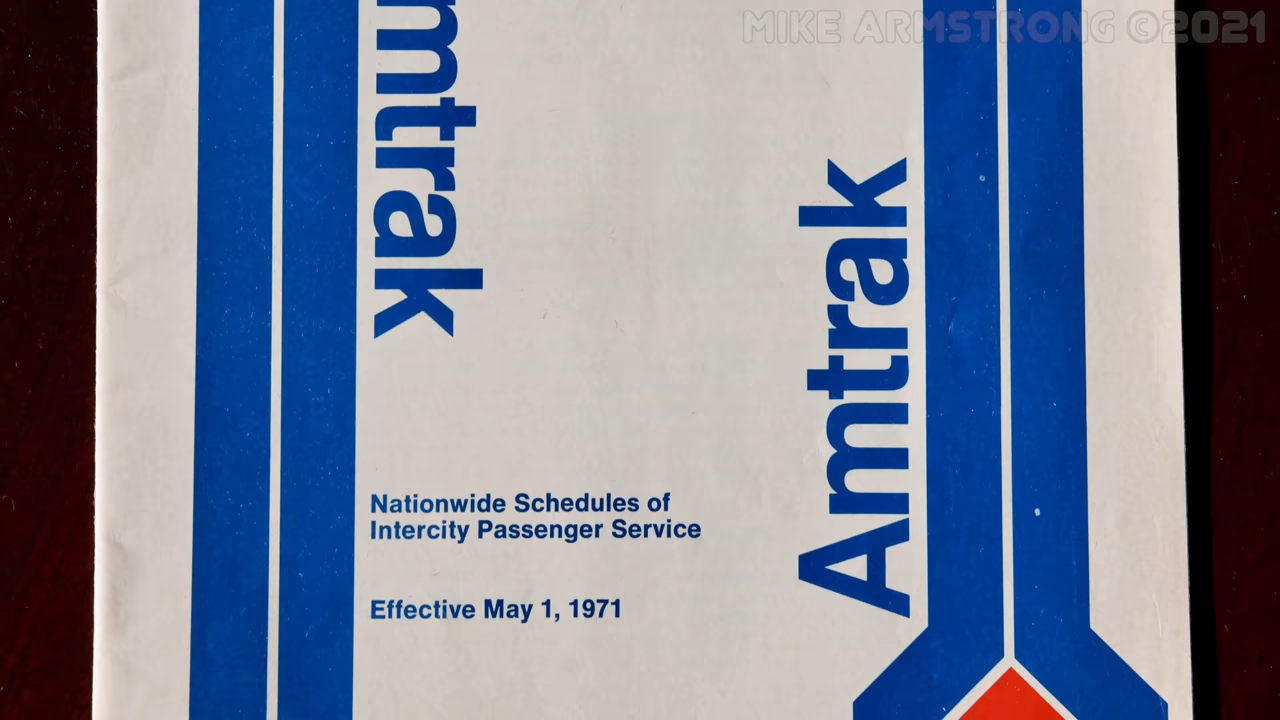 MIKE ARMSTRONG ©2021
mtrak
Amtrak
Nationwide Schedules of
Intercity Passenger Service
Effective May 1, 1971